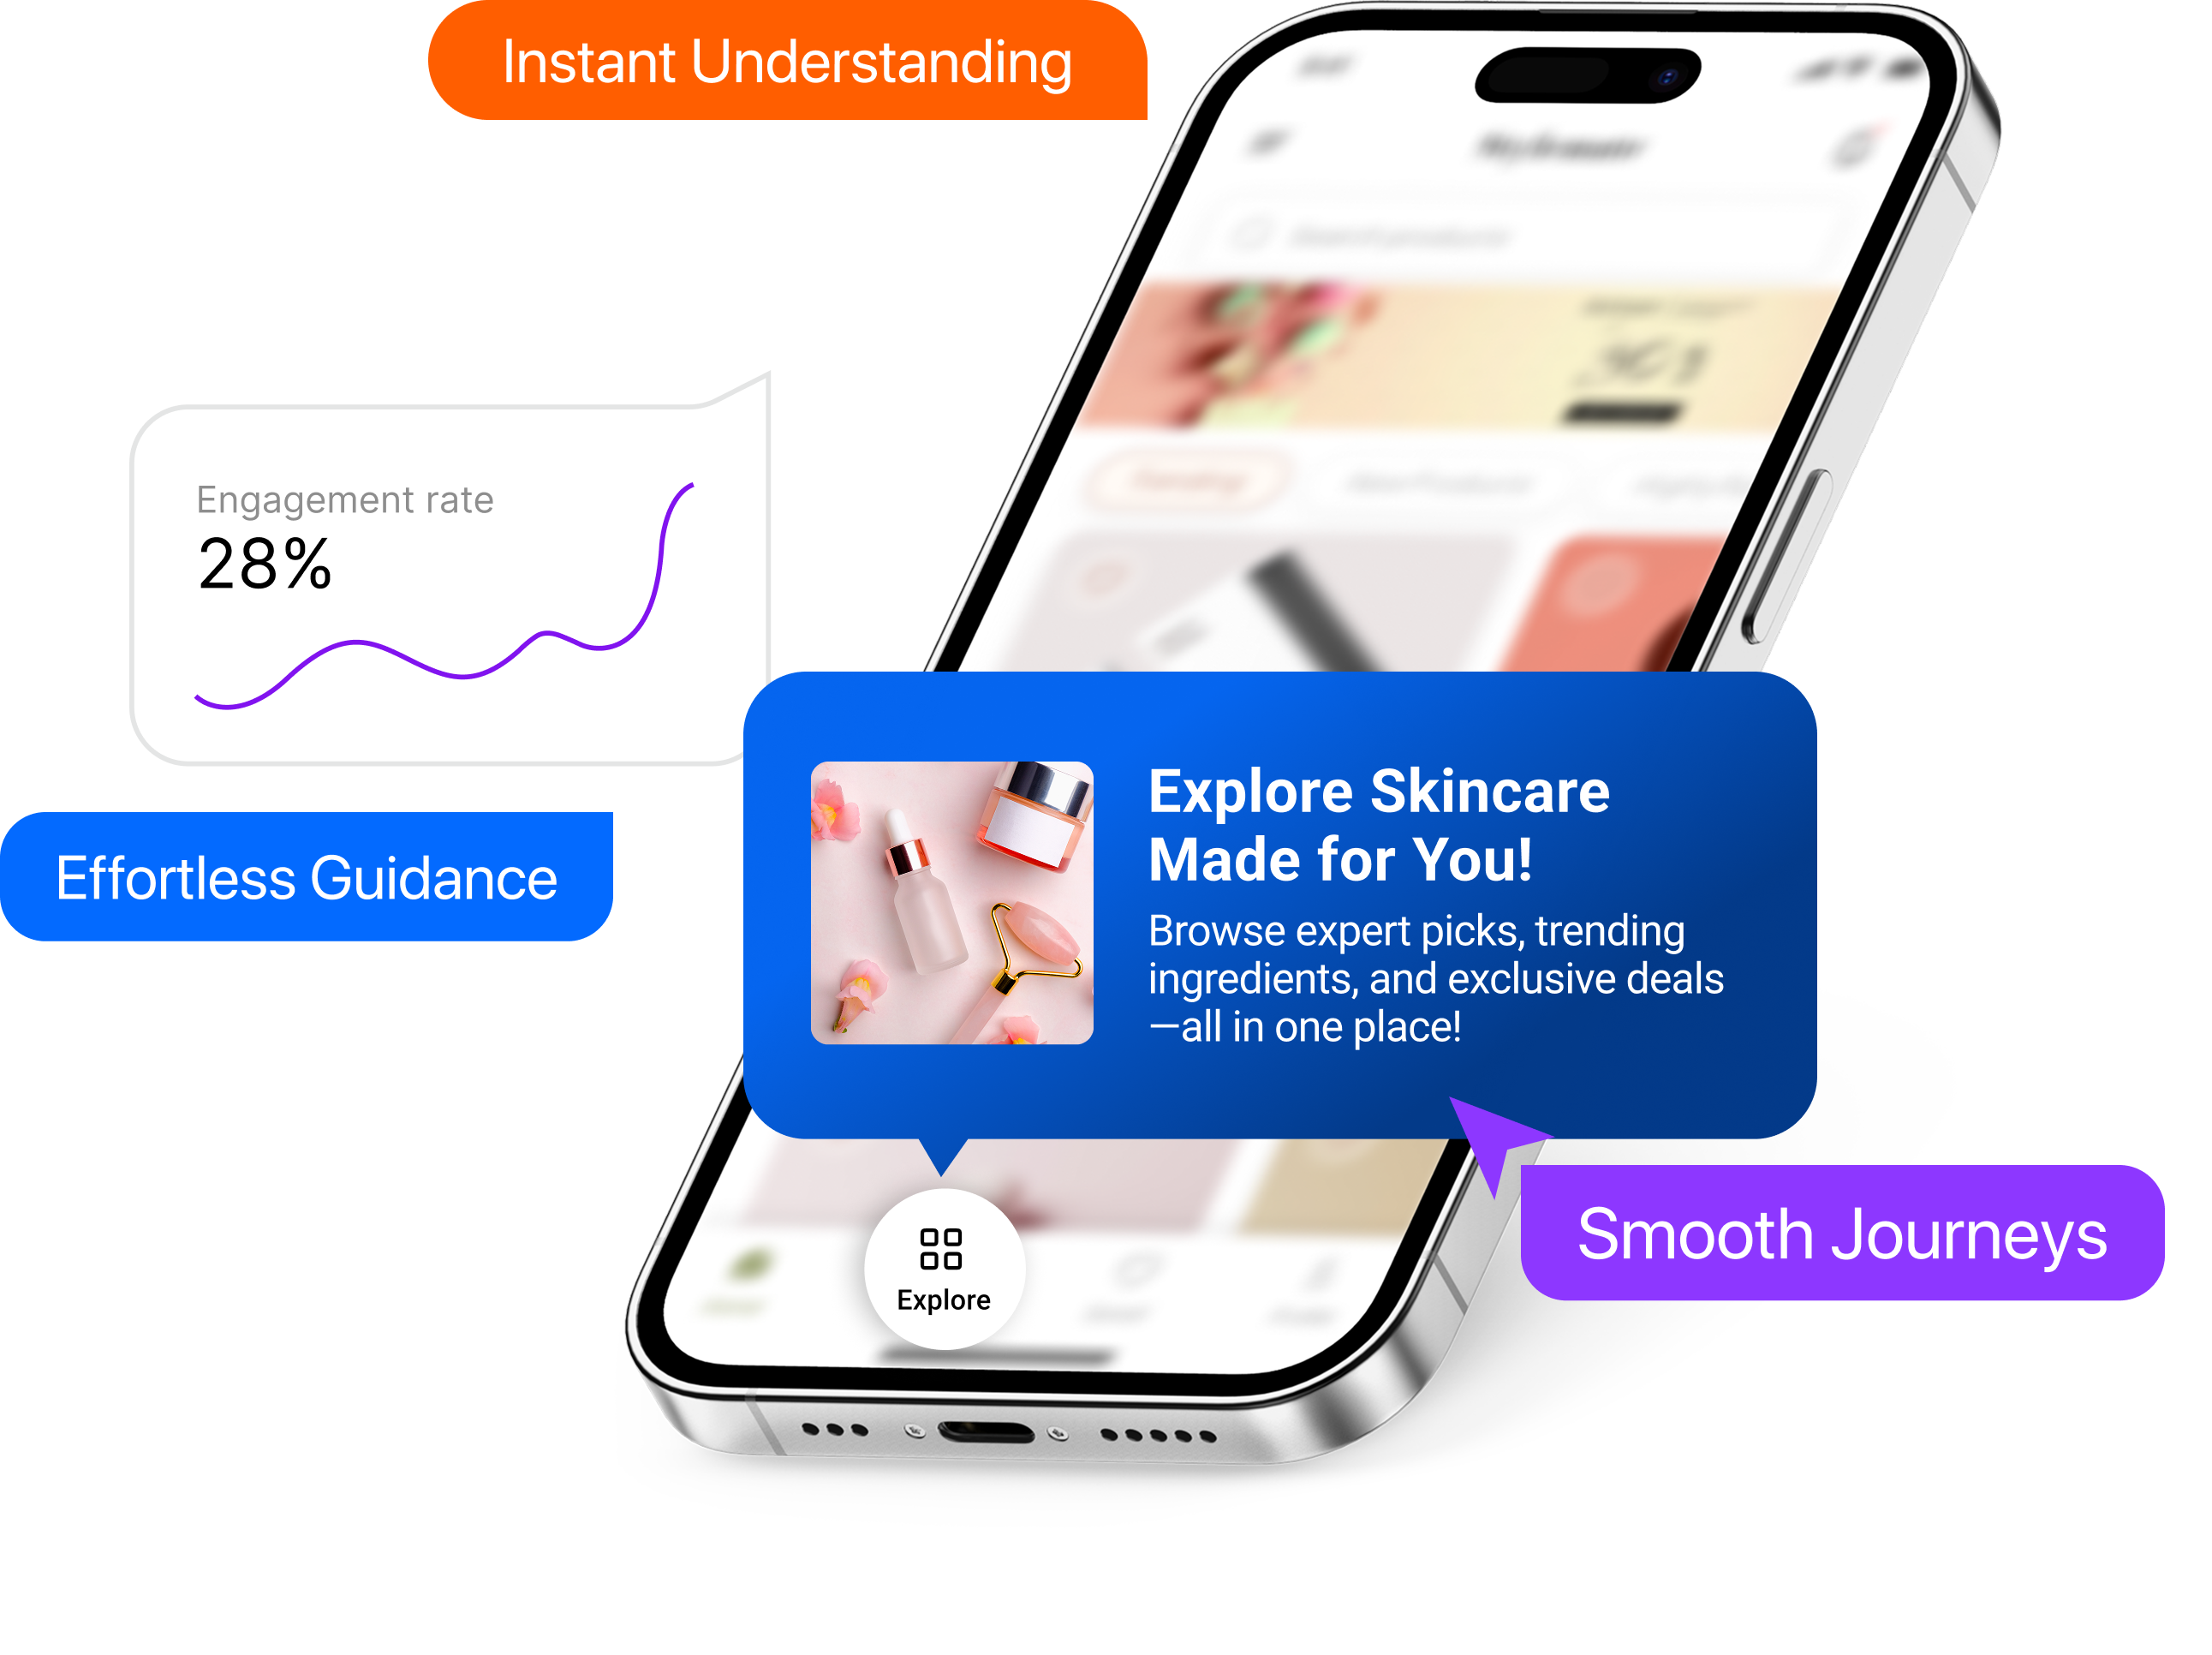 Instant Understanding
Engagement rate
28%
Effortless Guidance
Explore Skincare
Made for You!
Browse expert picks, trending
ingredients, and exclusive deals
—all in one place!
Smooth Journeys
Explore